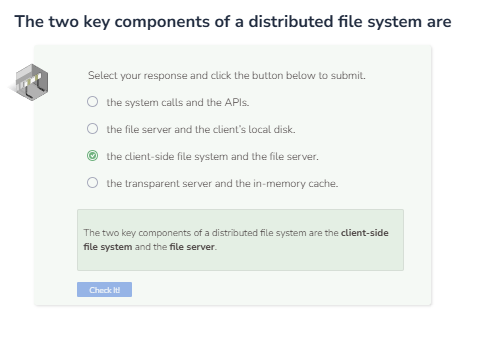 The two key components of a distributed file system are
Select your response and click the button below to submit.
the system calls and the APIs.
the file server and the client's local disk.
the client-side file system and the file server.
the transparent server and the in-memory cache.
The two key components of a distributed file system are the client-side
file system and the file server.
Check It!